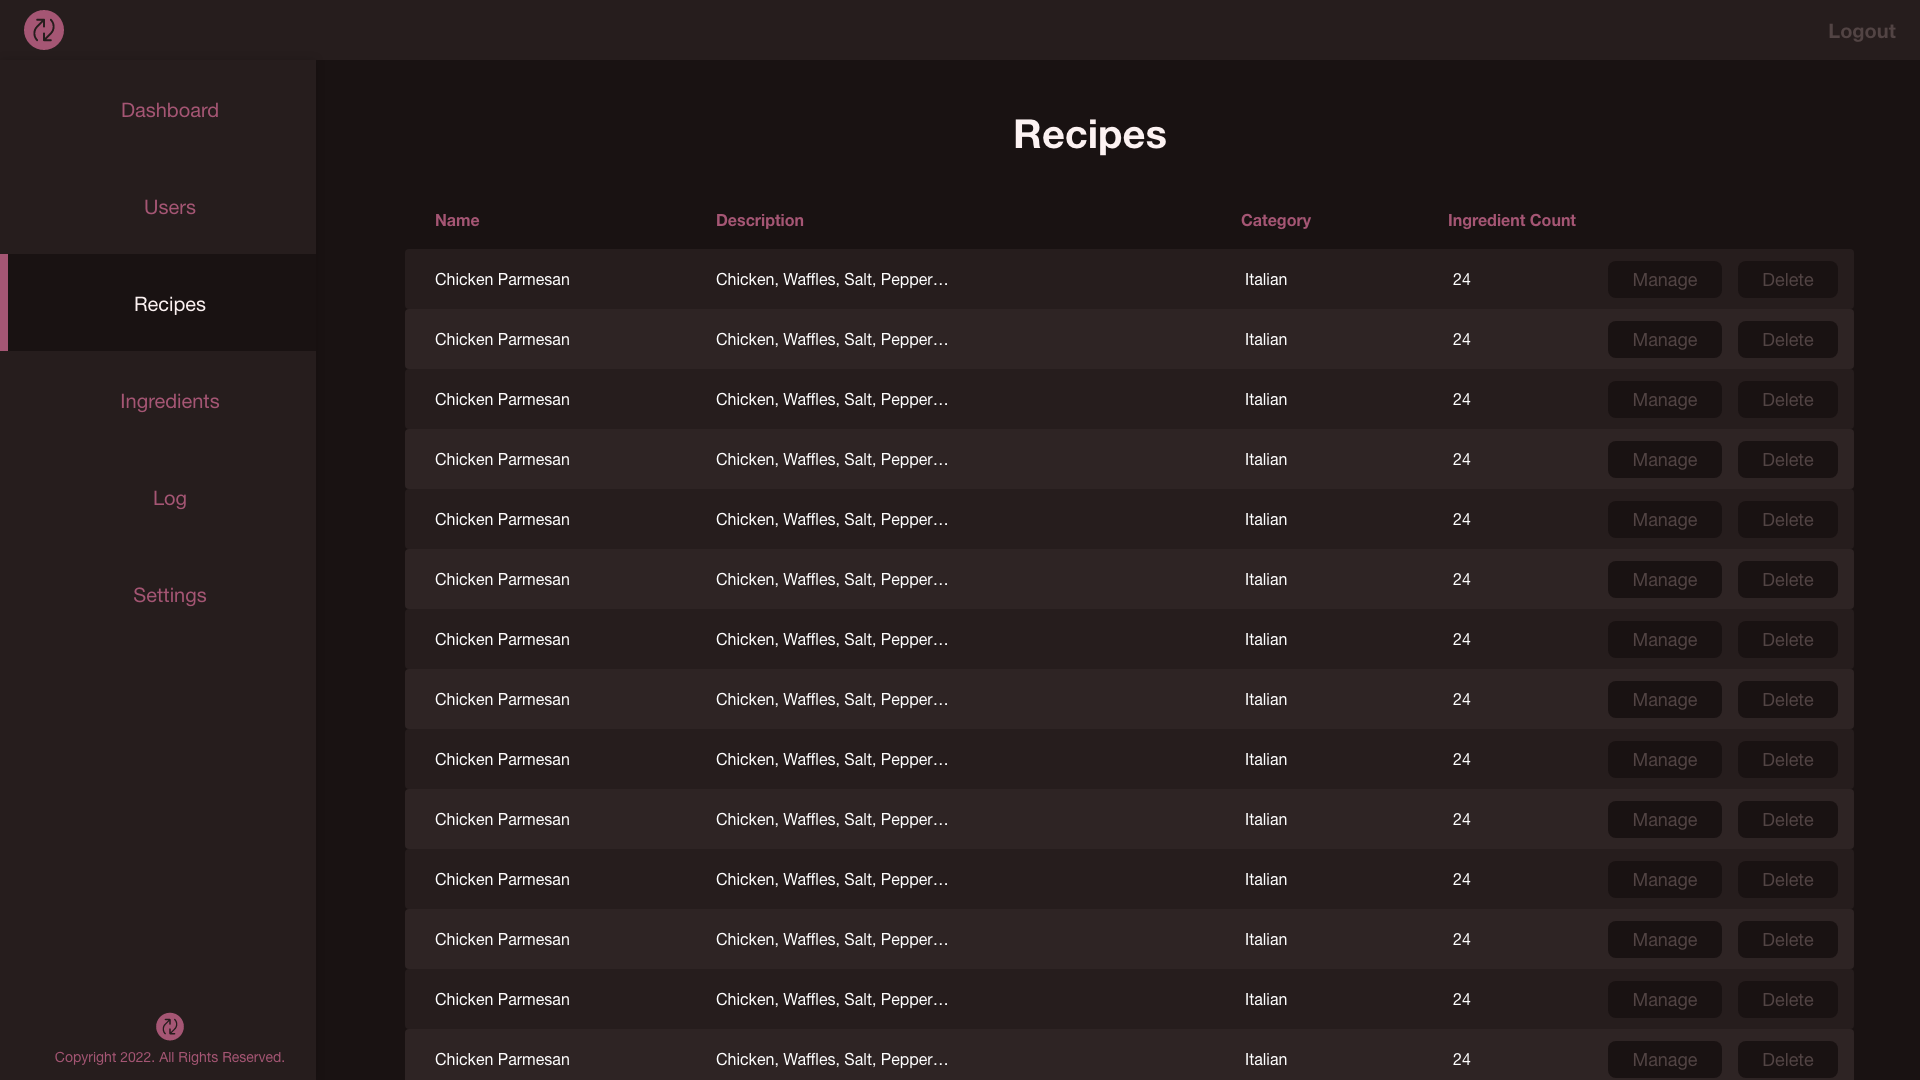 Logout
Dashboard
Users
Recipes
Ingredients
Log
Settings
Copyright 2022. All Rights Reserved.
Recipes
Name Description Category Ingredient Count
Chicken Parmesan Chicken, Waffles, Salt, Pepper… Italian 24 Manage Delete
Chicken Parmesan Chicken, Waffles, Salt, Pepper… Italian 24 Manage Delete
Chicken Parmesan Chicken, Waffles, Salt, Pepper… Italian 24 Manage Delete
Chicken Parmesan Chicken, Waffles, Salt, Pepper… Italian 24 Manage Delete
Chicken Parmesan Chicken, Waffles, Salt, Pepper… Italian 24 Manage Delete
Chicken Parmesan Chicken, Waffles, Salt, Pepper… Italian 24 Manage Delete
Chicken Parmesan Chicken, Waffles, Salt, Pepper… Italian 24 Manage Delete
Chicken Parmesan Chicken, Waffles, Salt, Pepper… Italian 24 Manage Delete
Chicken Parmesan Chicken, Waffles, Salt, Pepper… Italian 24 Manage Delete
Chicken Parmesan Chicken, Waffles, Salt, Pepper… Italian 24 Manage Delete
Chicken Parmesan Chicken, Waffles, Salt, Pepper… Italian 24 Manage Delete
Chicken Parmesan Chicken, Waffles, Salt, Pepper… Italian 24 Manage Delete
Chicken Parmesan Chicken, Waffles, Salt, Pepper… Italian 24 Manage Delete
Chicken Parmesan Chicken, Waffles, Salt, Pepper… Italian 24 Manage Delete